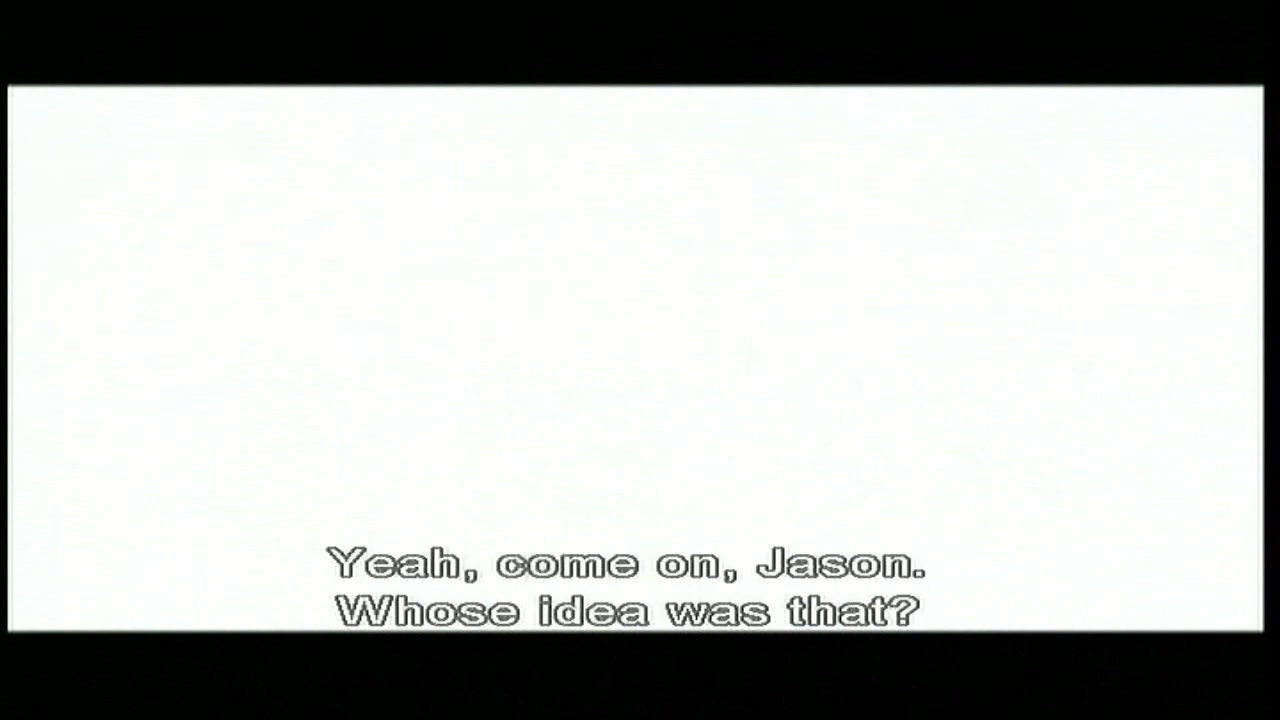 Yeah, come on, Jason.
Whose idea was that?